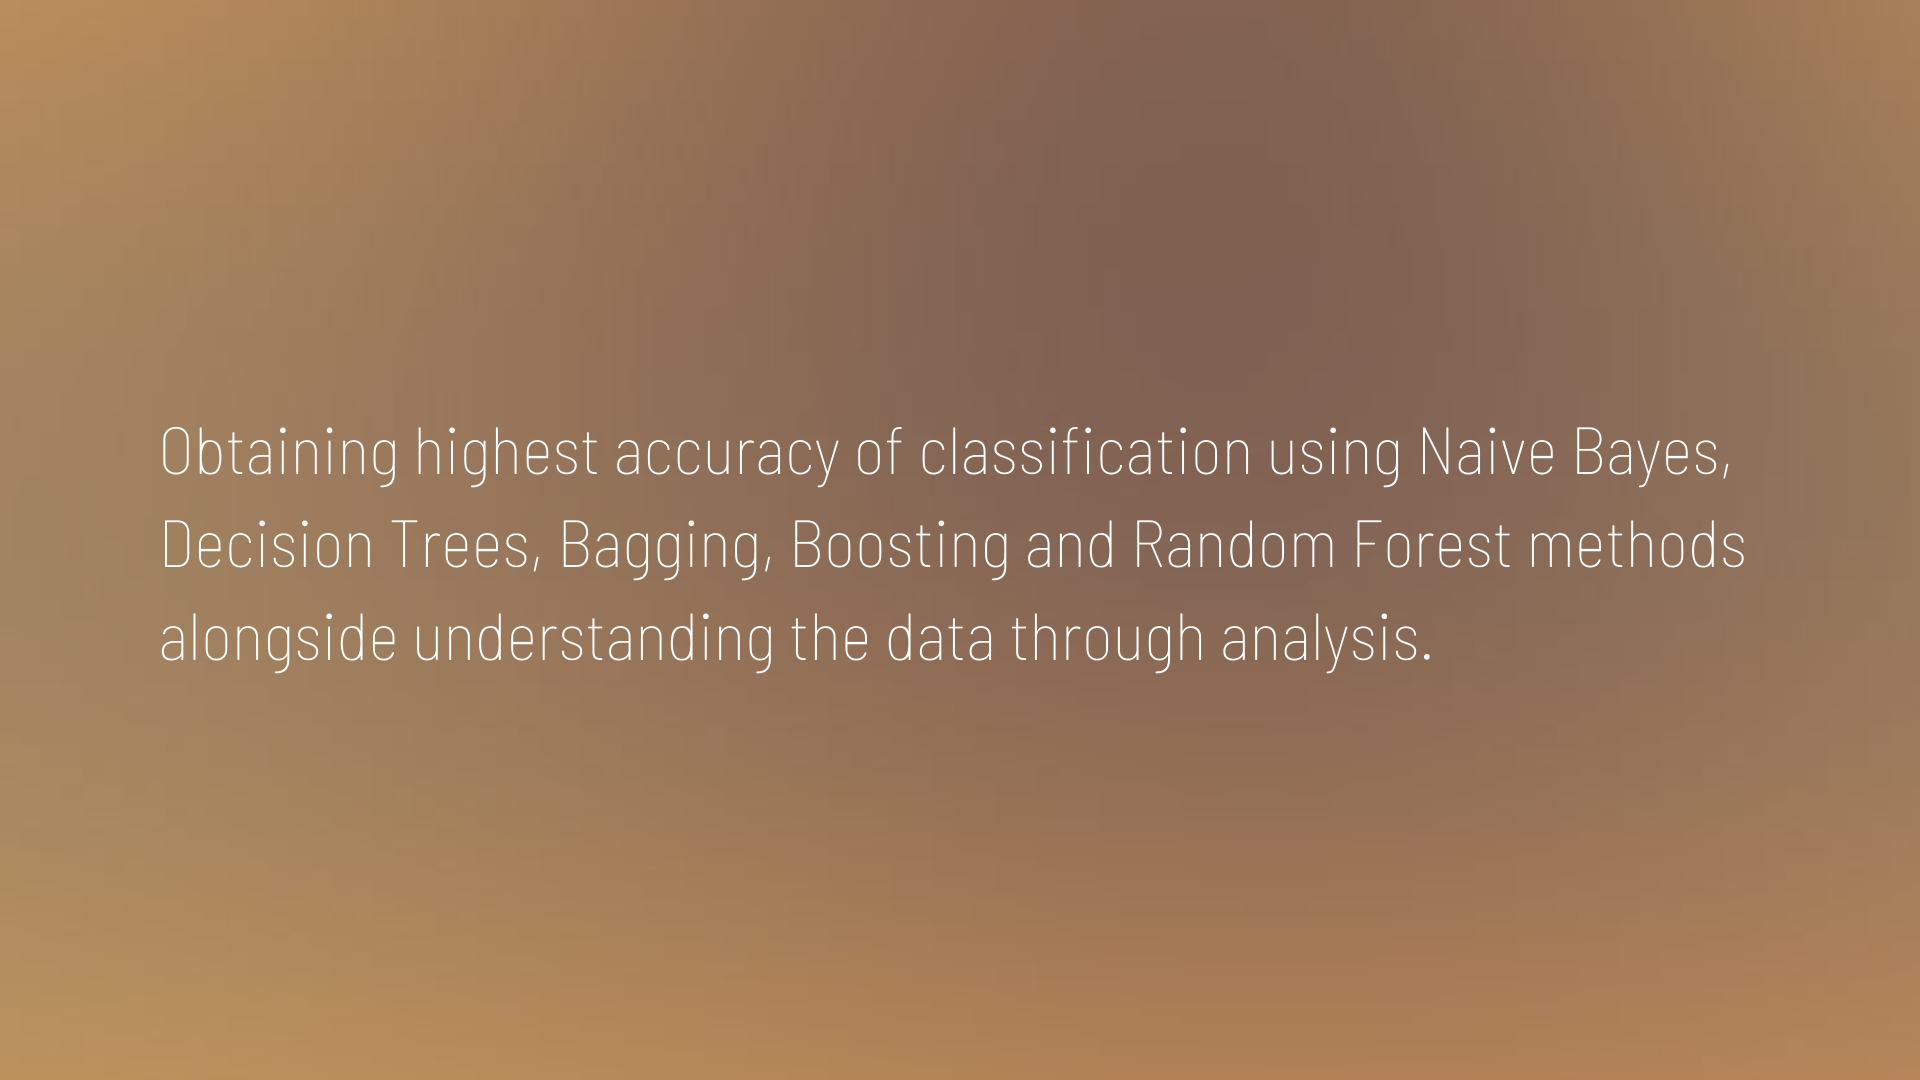 Obtaining highest accuracy of classification using Naive Bayes,
Decision Trees, Bagging, Boosting and Random Forest methods
alongside understanding the data through analysis.